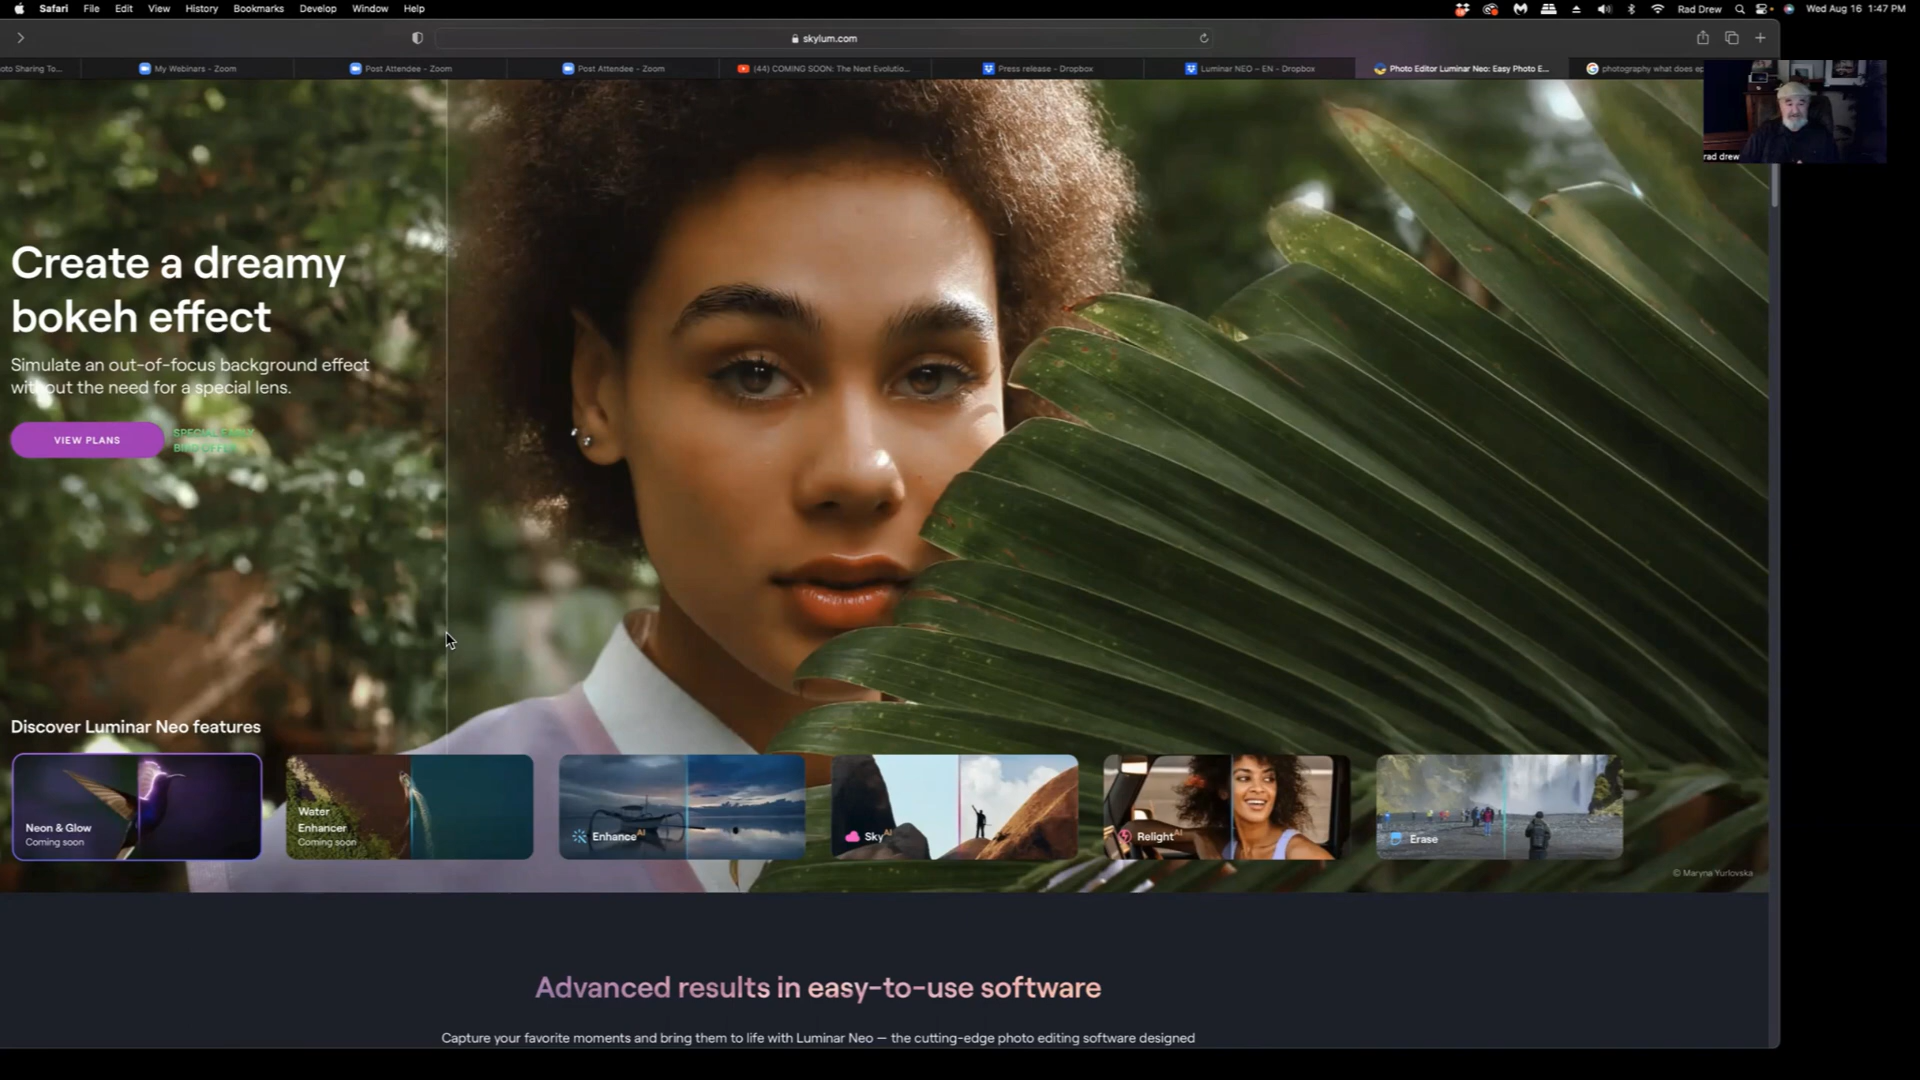 Safari File Edit View History Bookmarks Develop Window Help Rad Drew Wed Aug 16 1:47 PM
skylum.com
oto Sharing To... My Webinars - Zoom Post Attendee - Zoom Post Attendee - Zoom (44) COMING SOON: The Next Evolutio... Press release - Dropbox Luminar NEO – EN - Dropbox Photo Editor Luminar Neo: Easy Photo E... photography what does ep
rad drew
Create a dreamy
bokeh effect
Simulate an out-of-focus background effect
without the need for a special lens.
VIEW PLANS
SPECIAL EARLY
BIRD OFFER
Discover Luminar Neo features
Neon & Glow
Coming soon
Water
Enhancer
Coming soon
Enhance AI
Sky AI
Relight AI
Erase
© Maryna Yurlovska
Advanced results in easy-to-use software
Capture your favorite moments and bring them to life with Luminar Neo — the cutting-edge photo editing software designed